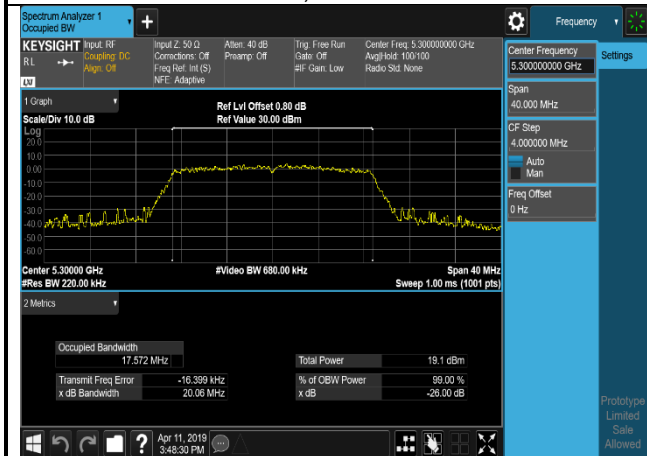 Spectrum Analyzer 1
Occupied BW
+
Frequency
KEYSIGHT
RL
LXI
Input: RF
Coupling: DC
Align: Off
Input Z: 50 Ω
Corrections: Off
Freq Ref: Int (S)
NFE: Adaptive
Atten: 40 dB
Preamp: Off
Trig: Free Run
Gate: Off
#IF Gain: Low
Center Freq: 5.300000000 GHz
Avg|Hold: 100/100
Radio Std: None
Center Frequency
5.300000000 GHz
Settings
Span
40.000 MHz
CF Step
4.000000 MHz
Auto
Man
Freq Offset
0 Hz
1 Graph
Scale/Div 10.0 dB
Ref Lvl Offset 0.80 dB
Ref Value 30.00 dBm
Log
20.0
10.0
0.00
-10.0
-20.0
-30.0
-40.0
-50.0
-60.0
Center 5.30000 GHz
#Video BW 680.00 kHz
Span 40 MHz
#Res BW 220.00 kHz
Sweep 1.00 ms (1001 pts)
2 Metrics
Occupied Bandwidth
17.572 MHz
Total Power 19.1 dBm
Transmit Freq Error -16.399 kHz
% of OBW Power 99.00 %
x dB Bandwidth 20.06 MHz
x dB -26.00 dB
Prototype
Limited
Sale
Allowed
?
Apr 11, 2019
3:48:30 PM